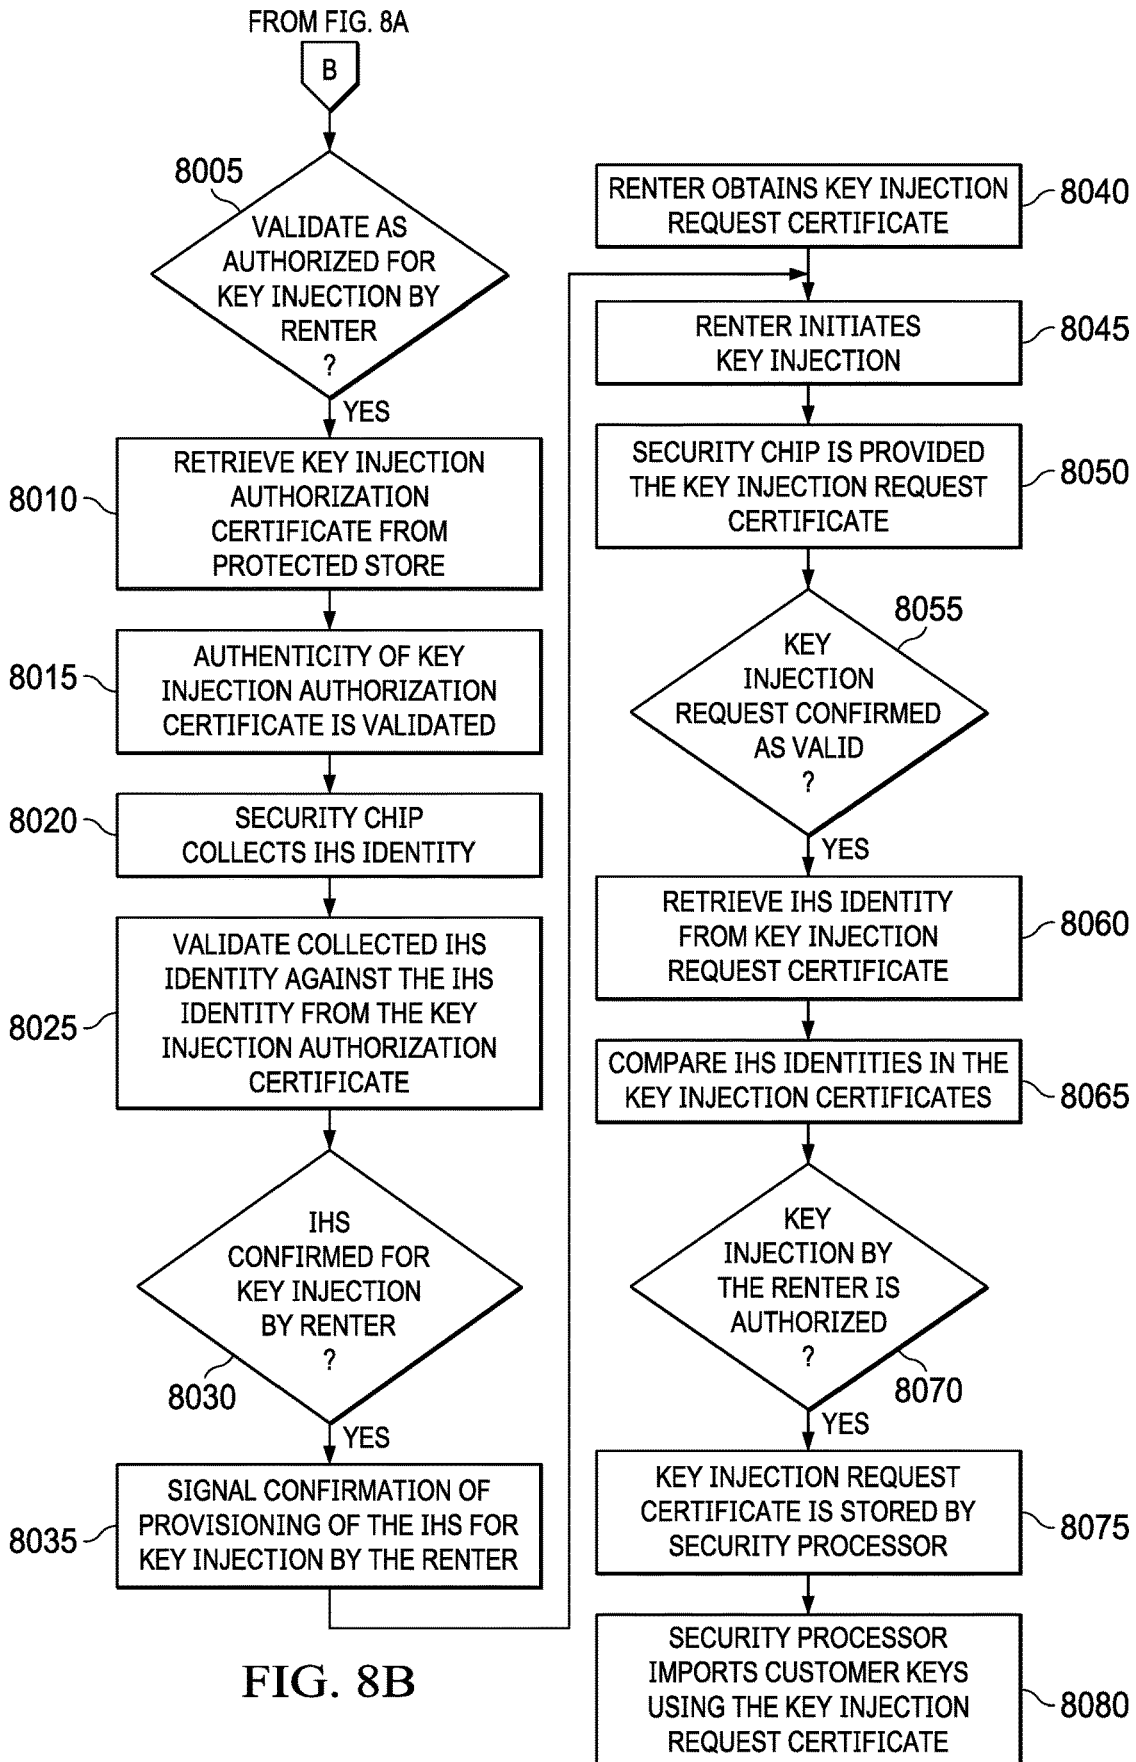 FROM FIG. 8A
B
8005
VALIDATE AS
AUTHORIZED FOR
KEY INJECTION BY
RENTER
?
YES
8010
RETRIEVE KEY INJECTION
AUTHORIZATION
CERTIFICATE FROM
PROTECTED STORE
8015
AUTHENTICITY OF KEY
INJECTION AUTHORIZATION
CERTIFICATE IS VALIDATED
8020
SECURITY CHIP
COLLECTS IHS IDENTITY
8025
VALIDATE COLLECTED IHS
IDENTITY AGAINST THE IHS
IDENTITY FROM THE KEY
INJECTION AUTHORIZATION
CERTIFICATE
IHS
CONFIRMED FOR
KEY INJECTION
BY RENTER
?
8030
YES
8035
SIGNAL CONFIRMATION OF
PROVISIONING OF THE IHS FOR
KEY INJECTION BY THE RENTER
RENTER OBTAINS KEY INJECTION
REQUEST CERTIFICATE
8040
RENTER INITIATES
KEY INJECTION
8045
SECURITY CHIP IS PROVIDED
THE KEY INJECTION REQUEST
CERTIFICATE
8050
8055
KEY
INJECTION
REQUEST CONFIRMED
AS VALID
?
YES
RETRIEVE IHS IDENTITY
FROM KEY INJECTION
REQUEST CERTIFICATE
8060
COMPARE IHS IDENTITIES IN THE
KEY INJECTION CERTIFICATES
8065
KEY
INJECTION BY
THE RENTER IS
AUTHORIZED
?
8070
YES
KEY INJECTION REQUEST
CERTIFICATE IS STORED BY
SECURITY PROCESSOR
8075
SECURITY PROCESSOR
IMPORTS CUSTOMER KEYS
USING THE KEY INJECTION
REQUEST CERTIFICATE
8080
FIG. 8B